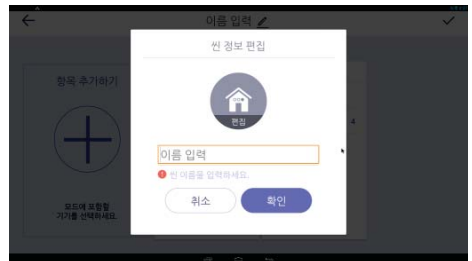 이름 입력
씬 정보 편집
편집
이름 입력
씬 이름을 입력하세요.
취소
확인
항목 추가하기
모드에 포함할
기기를 선택하세요.
4